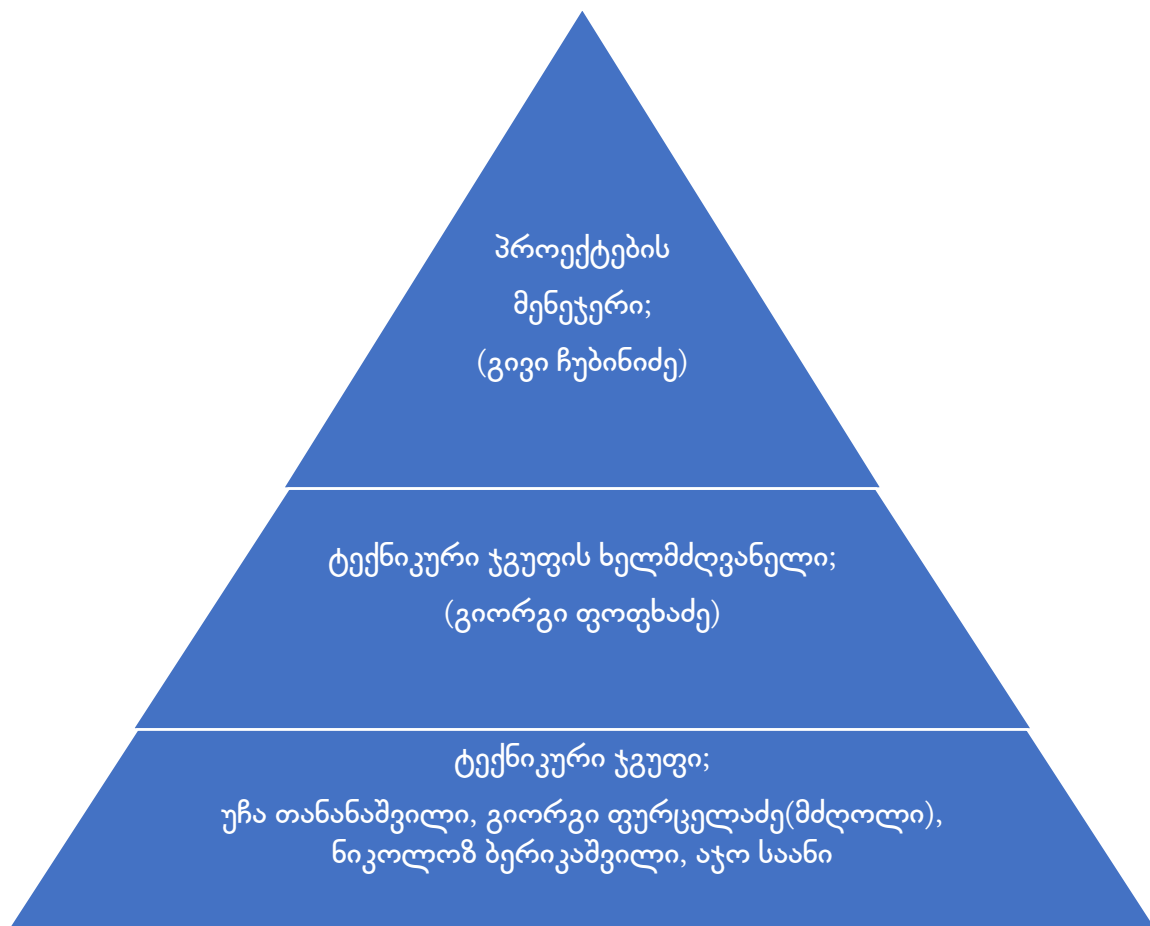 პროექტების
მენეჯერი;
(გივი ჩუბინიძე)
ტექნიკური ჯგუფის ხელმძღვანელი;
(გიორგი ფოფხაძე)
ტექნიკური ჯგუფი;
უჩა თანანაშვილი, გიორგი ფურცელაძე(მძღოლი),
ნიკოლოზ ბერიკაშვილი, აჯო საანი